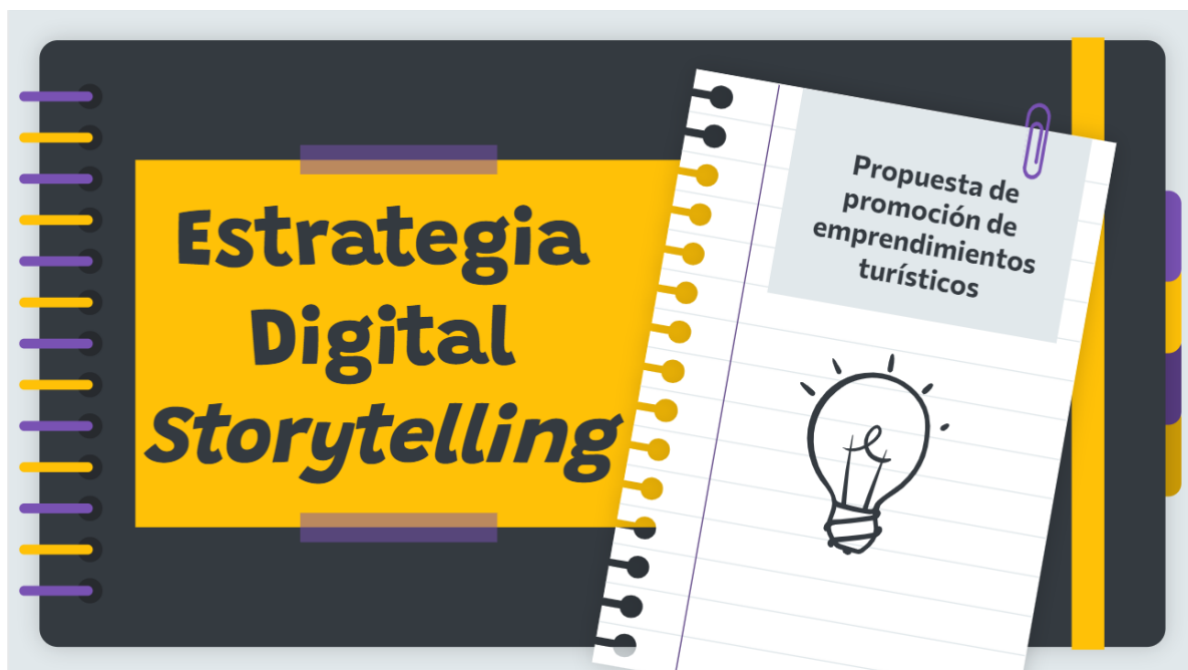 Estrategia
Digital
Storytelling
Propuesta de
promoción de
emprendimientos
turísticos